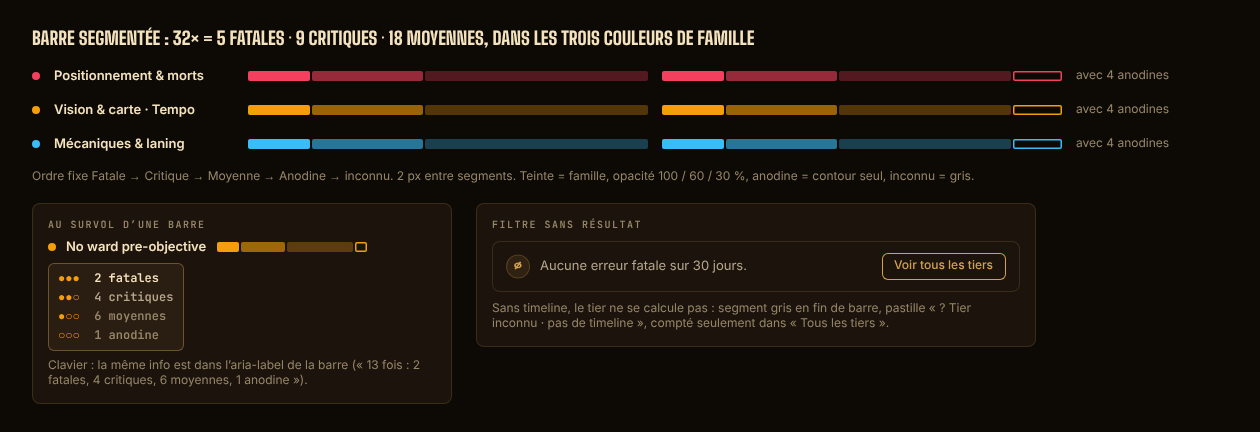 BARRE SEGMENTÉE : 32× = 5 FATALES · 9 CRITIQUES · 18 MOYENNES, DANS LES TROIS COULEURS DE FAMILLE
Positionnement & morts
avec 4 anodines
Vision & carte · Tempo
avec 4 anodines
Mécaniques & laning
avec 4 anodines
Ordre fixe Fatale → Critique → Moyenne → Anodine → inconnu. 2 px entre segments. Teinte = famille, opacité 100 / 60 / 30 %, anodine = contour seul, inconnu = gris.
AU SURVOL D’UNE BARRE
No ward pre-objective
●●● 2 fatales
●●○ 4 critiques
●○○ 6 moyennes
○○○ 1 anodine
Clavier : la même info est dans l’aria-label de la barre (« 13 fois : 2
fatales, 4 critiques, 6 moyennes, 1 anodine »).
FILTRE SANS RÉSULTAT
Aucune erreur fatale sur 30 jours.
Voir tous les tiers
Sans timeline, le tier ne se calcule pas : segment gris en fin de barre, pastille « ? Tier
inconnu · pas de timeline », compté seulement dans « Tous les tiers ».